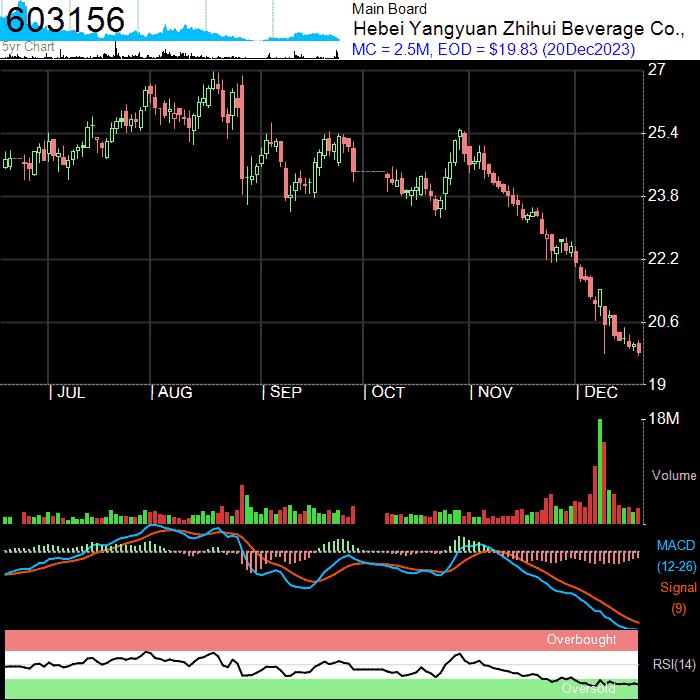 603156
5yr Chart
Main Board
Hebei Yangyuan Zhihui Beverage Co.,
MC = 2.5M, EOD = $19.83 (20Dec2023)
27
25.4
23.8
22.2
20.6
19
| JUL | AUG | SEP | OCT | NOV | DEC
18M
Volume
MACD
(12-26)
Signal
(9)
Overbought
RSI(14)
Oversold